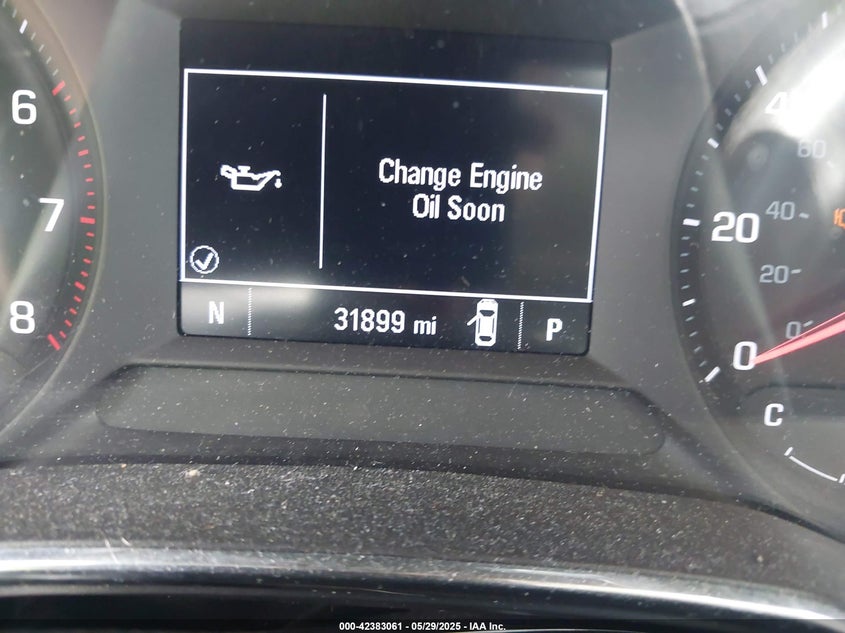 6
7
8
Change Engine
Oil Soon
N
31899 mi
P
20
0
60
40
20
0
C
000-42383061 - 05/29/2025 - IAA Inc.